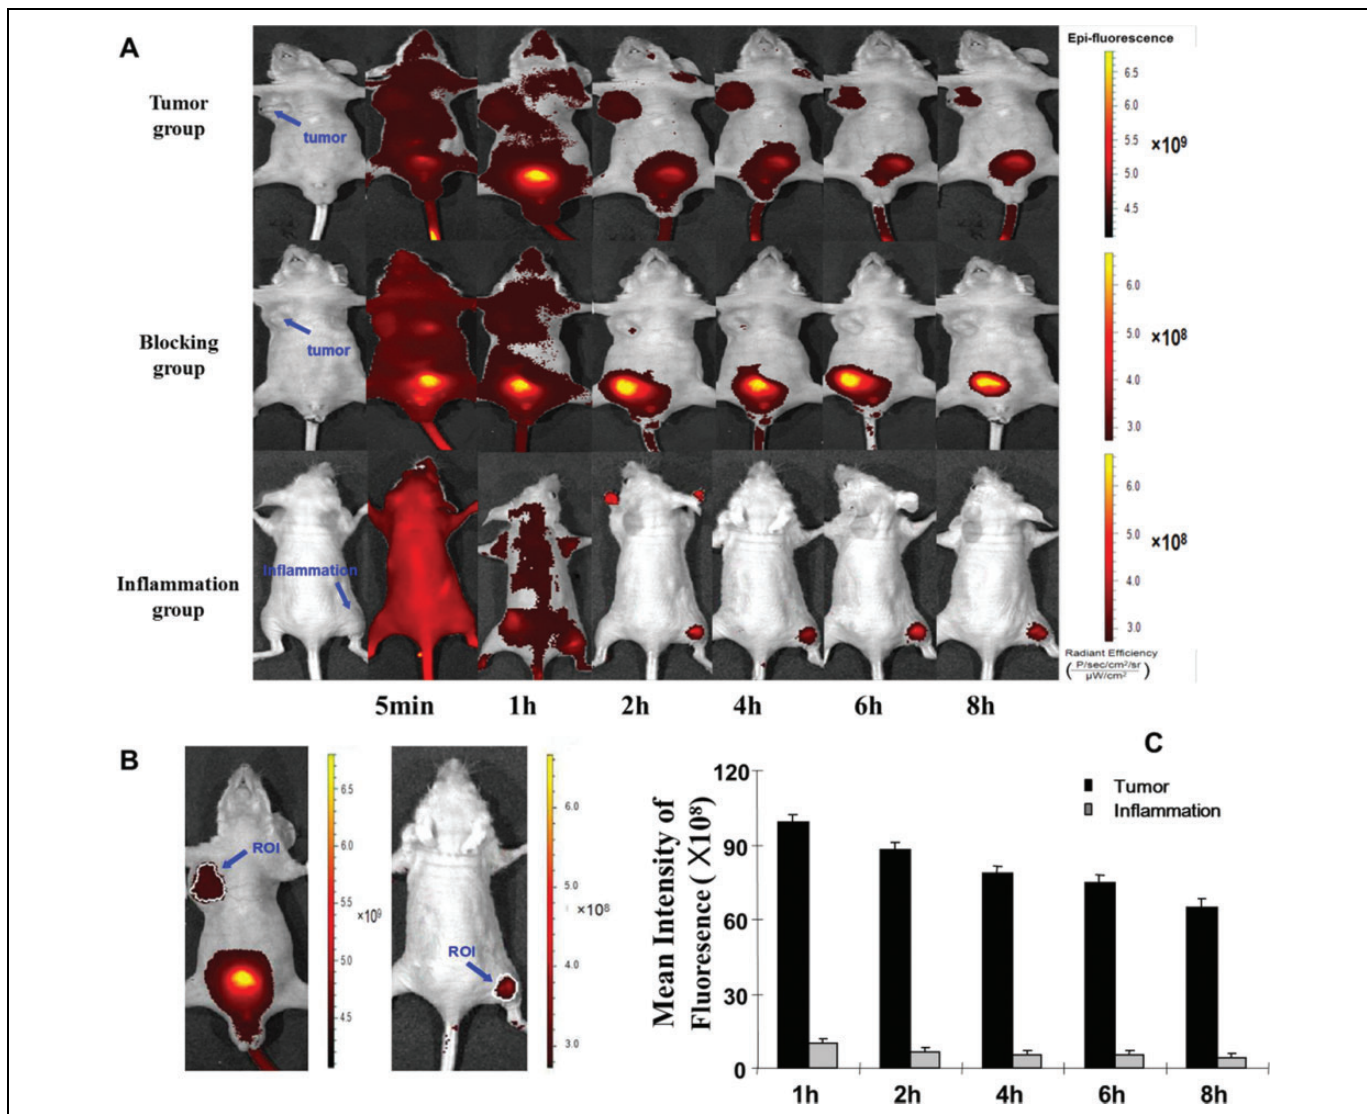 A
Epi-fluorescence
Tumor
group
tumor
6.5
6.0
5.5
5.0
4.5
×10⁹
Blocking
group
tumor
6.0
5.0
4.0
3.0
×10⁸
Inflammation
group
Inflammation
6.0
5.0
4.0
3.0
×10⁸
Radiant Efficiency
(P/sec/cm²/sr
µW/cm²)
5min 1h 2h 4h 6h 8h
B
ROI
6.5
6.0
5.5
5.0
4.5
×10⁹
ROI
6.0
5.0
4.0
3.0
×10⁸
C
Mean Intensity of
Fluoresence ( X10⁸)
120
90
60
30
0
Tumor
Inflammation
1h 2h 4h 6h 8h